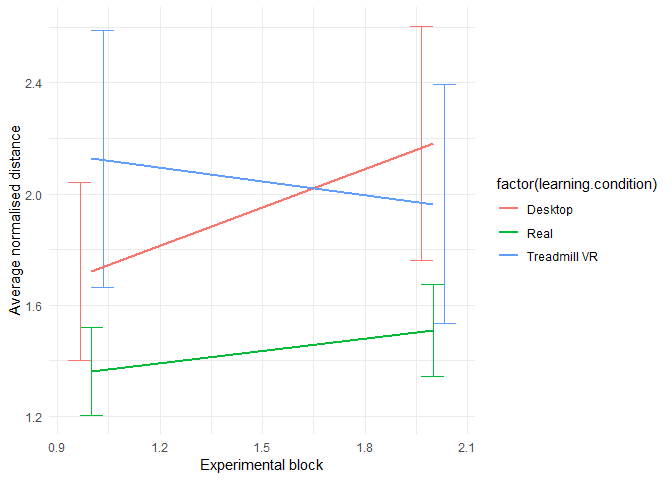 Average normalised distance
2.4
2.0
1.6
1.2
0.9 1.2 1.5 1.8 2.1
Experimental block
factor(learning.condition)
Desktop
Real
Treadmill VR